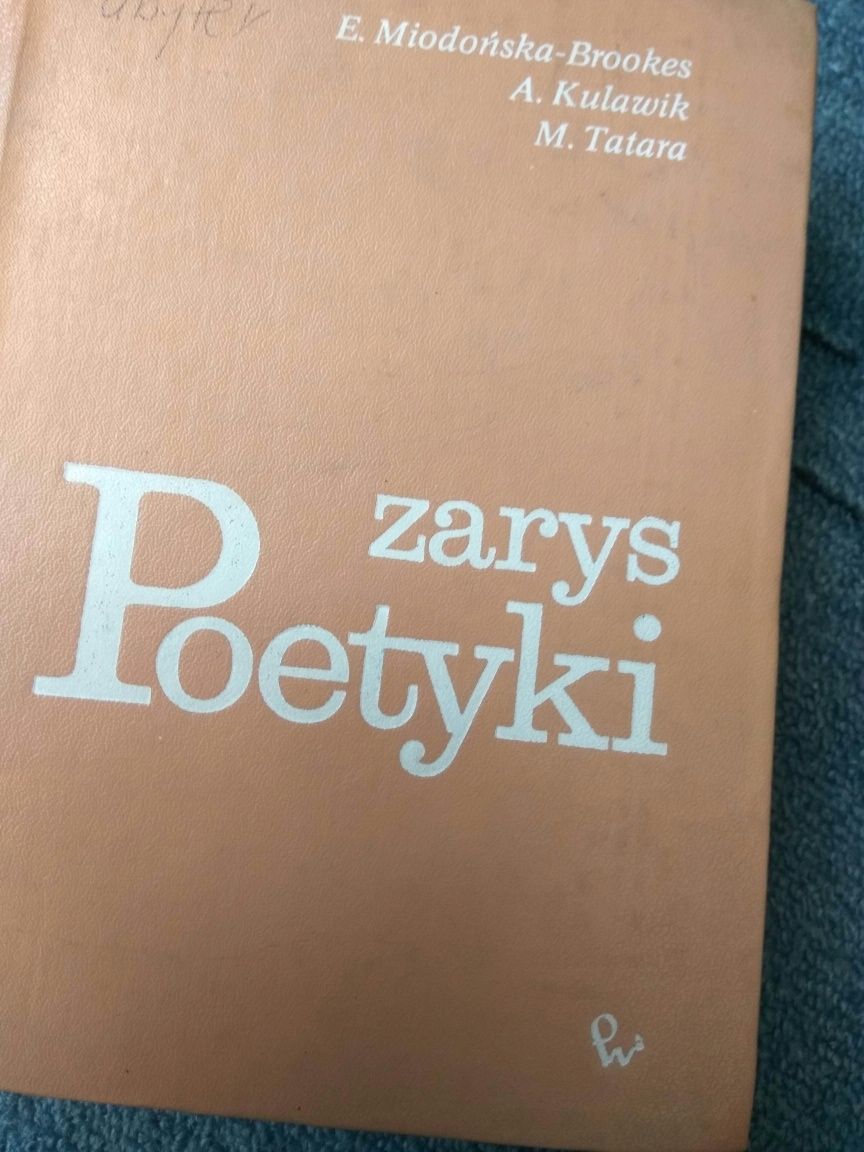 E. Miodońska-Brookes
A. Kulawik
M. Tatara
zarys
Poetyki